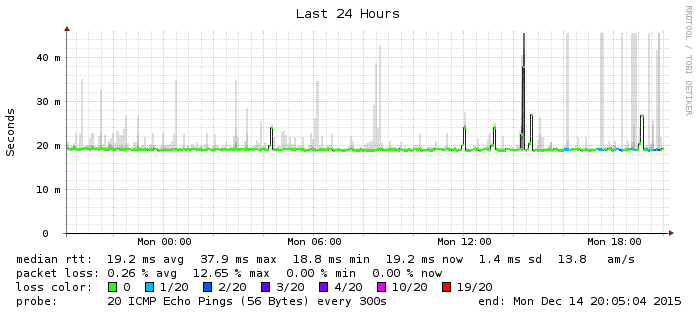 Last 24 Hours
RRDTOOL / TOBI OETIKER
Seconds
40 m
30 m
20 m
10 m
0
Mon 00:00 Mon 06:00 Mon 12:00 Mon 18:00
median rtt: 19.2 ms avg 37.9 ms max 18.8 ms min 19.2 ms now 1.4 ms sd 13.8 am/s
packet loss: 0.26 % avg 12.65 % max 0.00 % min 0.00 % now
loss color: 0 1/20 2/20 3/20 4/20 10/20 19/20
probe: 20 ICMP Echo Pings (56 Bytes) every 300s end: Mon Dec 14 20:05:04 2015